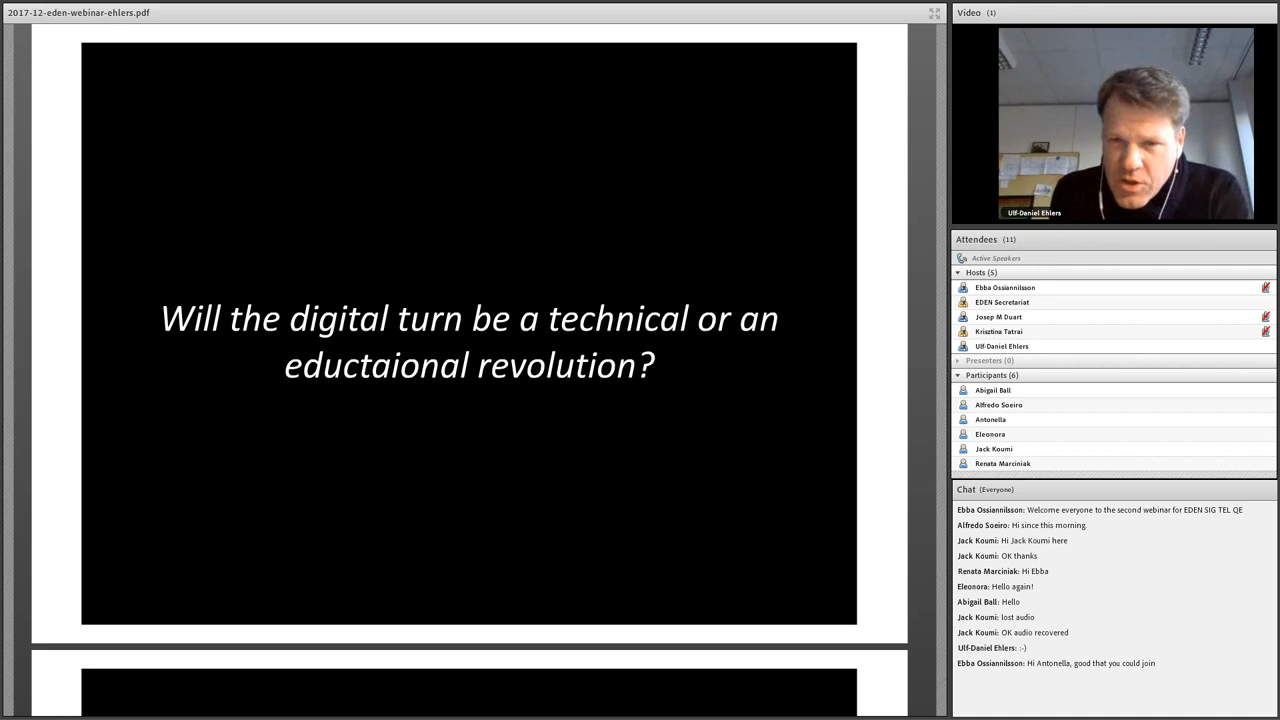 2017-12-eden-webinar-ehlers.pdf
Will the digital turn be a technical or an
eductaional revolution?
Video (1)
Ulf-Daniel Ehlers
Attendees (11)
Active Speakers
Hosts (5)
Ebba Ossiannilsson
EDEN Secretariat
Josep M Duart
Krisztina Tatrai
Ulf-Daniel Ehlers
Presenters (0)
Participants (6)
Abigail Ball
Alfredo Soeiro
Antonella
Eleonora
Jack Koumi
Renata Marciniak
Chat (Everyone)
Ebba Ossiannilsson: Welcome everyone to the second webinar for EDEN SIG TEL QE
Alfredo Soeiro: Hi since this morning.
Jack Koumi: Hi Jack Koumi here
Jack Koumi: OK thanks
Renata Marciniak: Hi Ebba
Eleonora: Hello again!
Abigail Ball: Hello
Jack Koumi: lost audio
Jack Koumi: OK audio recovered
Ulf-Daniel Ehlers: :-)
Ebba Ossiannilsson: Hi Antonella, good that you could join